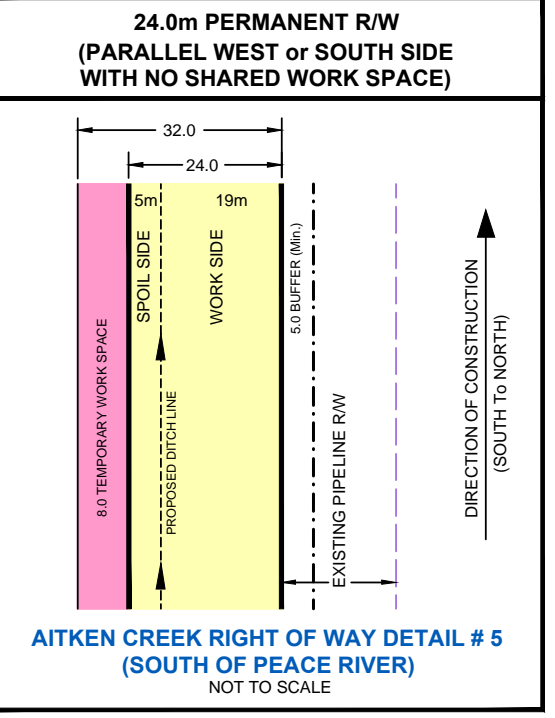 24.0m PERMANENT R/W
(PARALLEL WEST or SOUTH SIDE
WITH NO SHARED WORK SPACE)
32.0
24.0
5m
19m
8.0 TEMPORARY WORK SPACE
SPOIL SIDE
PROPOSED DITCH LINE
WORK SIDE
5.0 BUFFER (Min.)
EXISTING PIPELINE R/W
DIRECTION OF CONSTRUCTION
(SOUTH To NORTH)
AITKEN CREEK RIGHT OF WAY DETAIL # 5
(SOUTH OF PEACE RIVER)
NOT TO SCALE